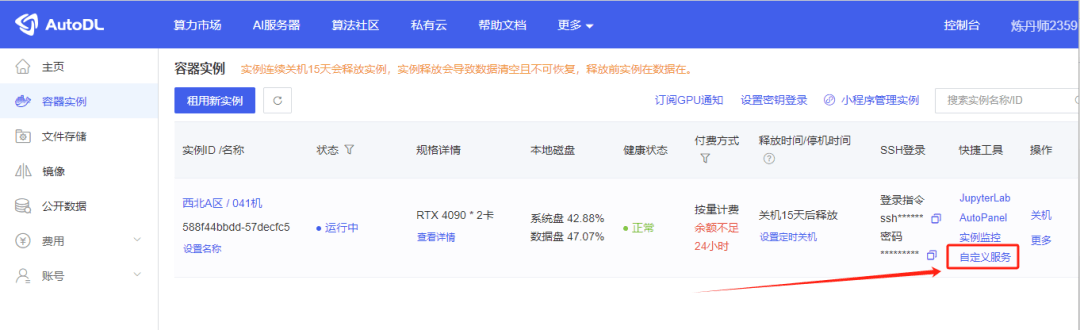 AutoDL 算力市场 AI服务器 算法社区 私有云 帮助文档 更多 控制台 炼丹师2359
主页
容器实例
文件存储
镜像
公开数据
费用
账号
容器实例 实例连续关机15天会释放实例，实例释放会导致数据清空且不可恢复，释放前实例在数据在。
租用新实例 订阅GPU通知 设置密钥登录 小程序管理实例 搜索实例名称/ID
实例ID /名称 状态 规格详情 本地磁盘 健康状态 付费方式 释放时间/停机时间 SSH登录 快捷工具 操作
西北A区 / 041机
588f44bbdd-57decfc5
设置名称
运行中
RTX 4090 * 2卡
查看详情
系统盘 42.88%
数据盘 47.07%
正常
按量计费
余额不足
24小时
关机15天后释放
设置定时关机
登录指令
ssh******
密码
*********
JupyterLab
AutoPanel
实例监控
自定义服务
关机
更多